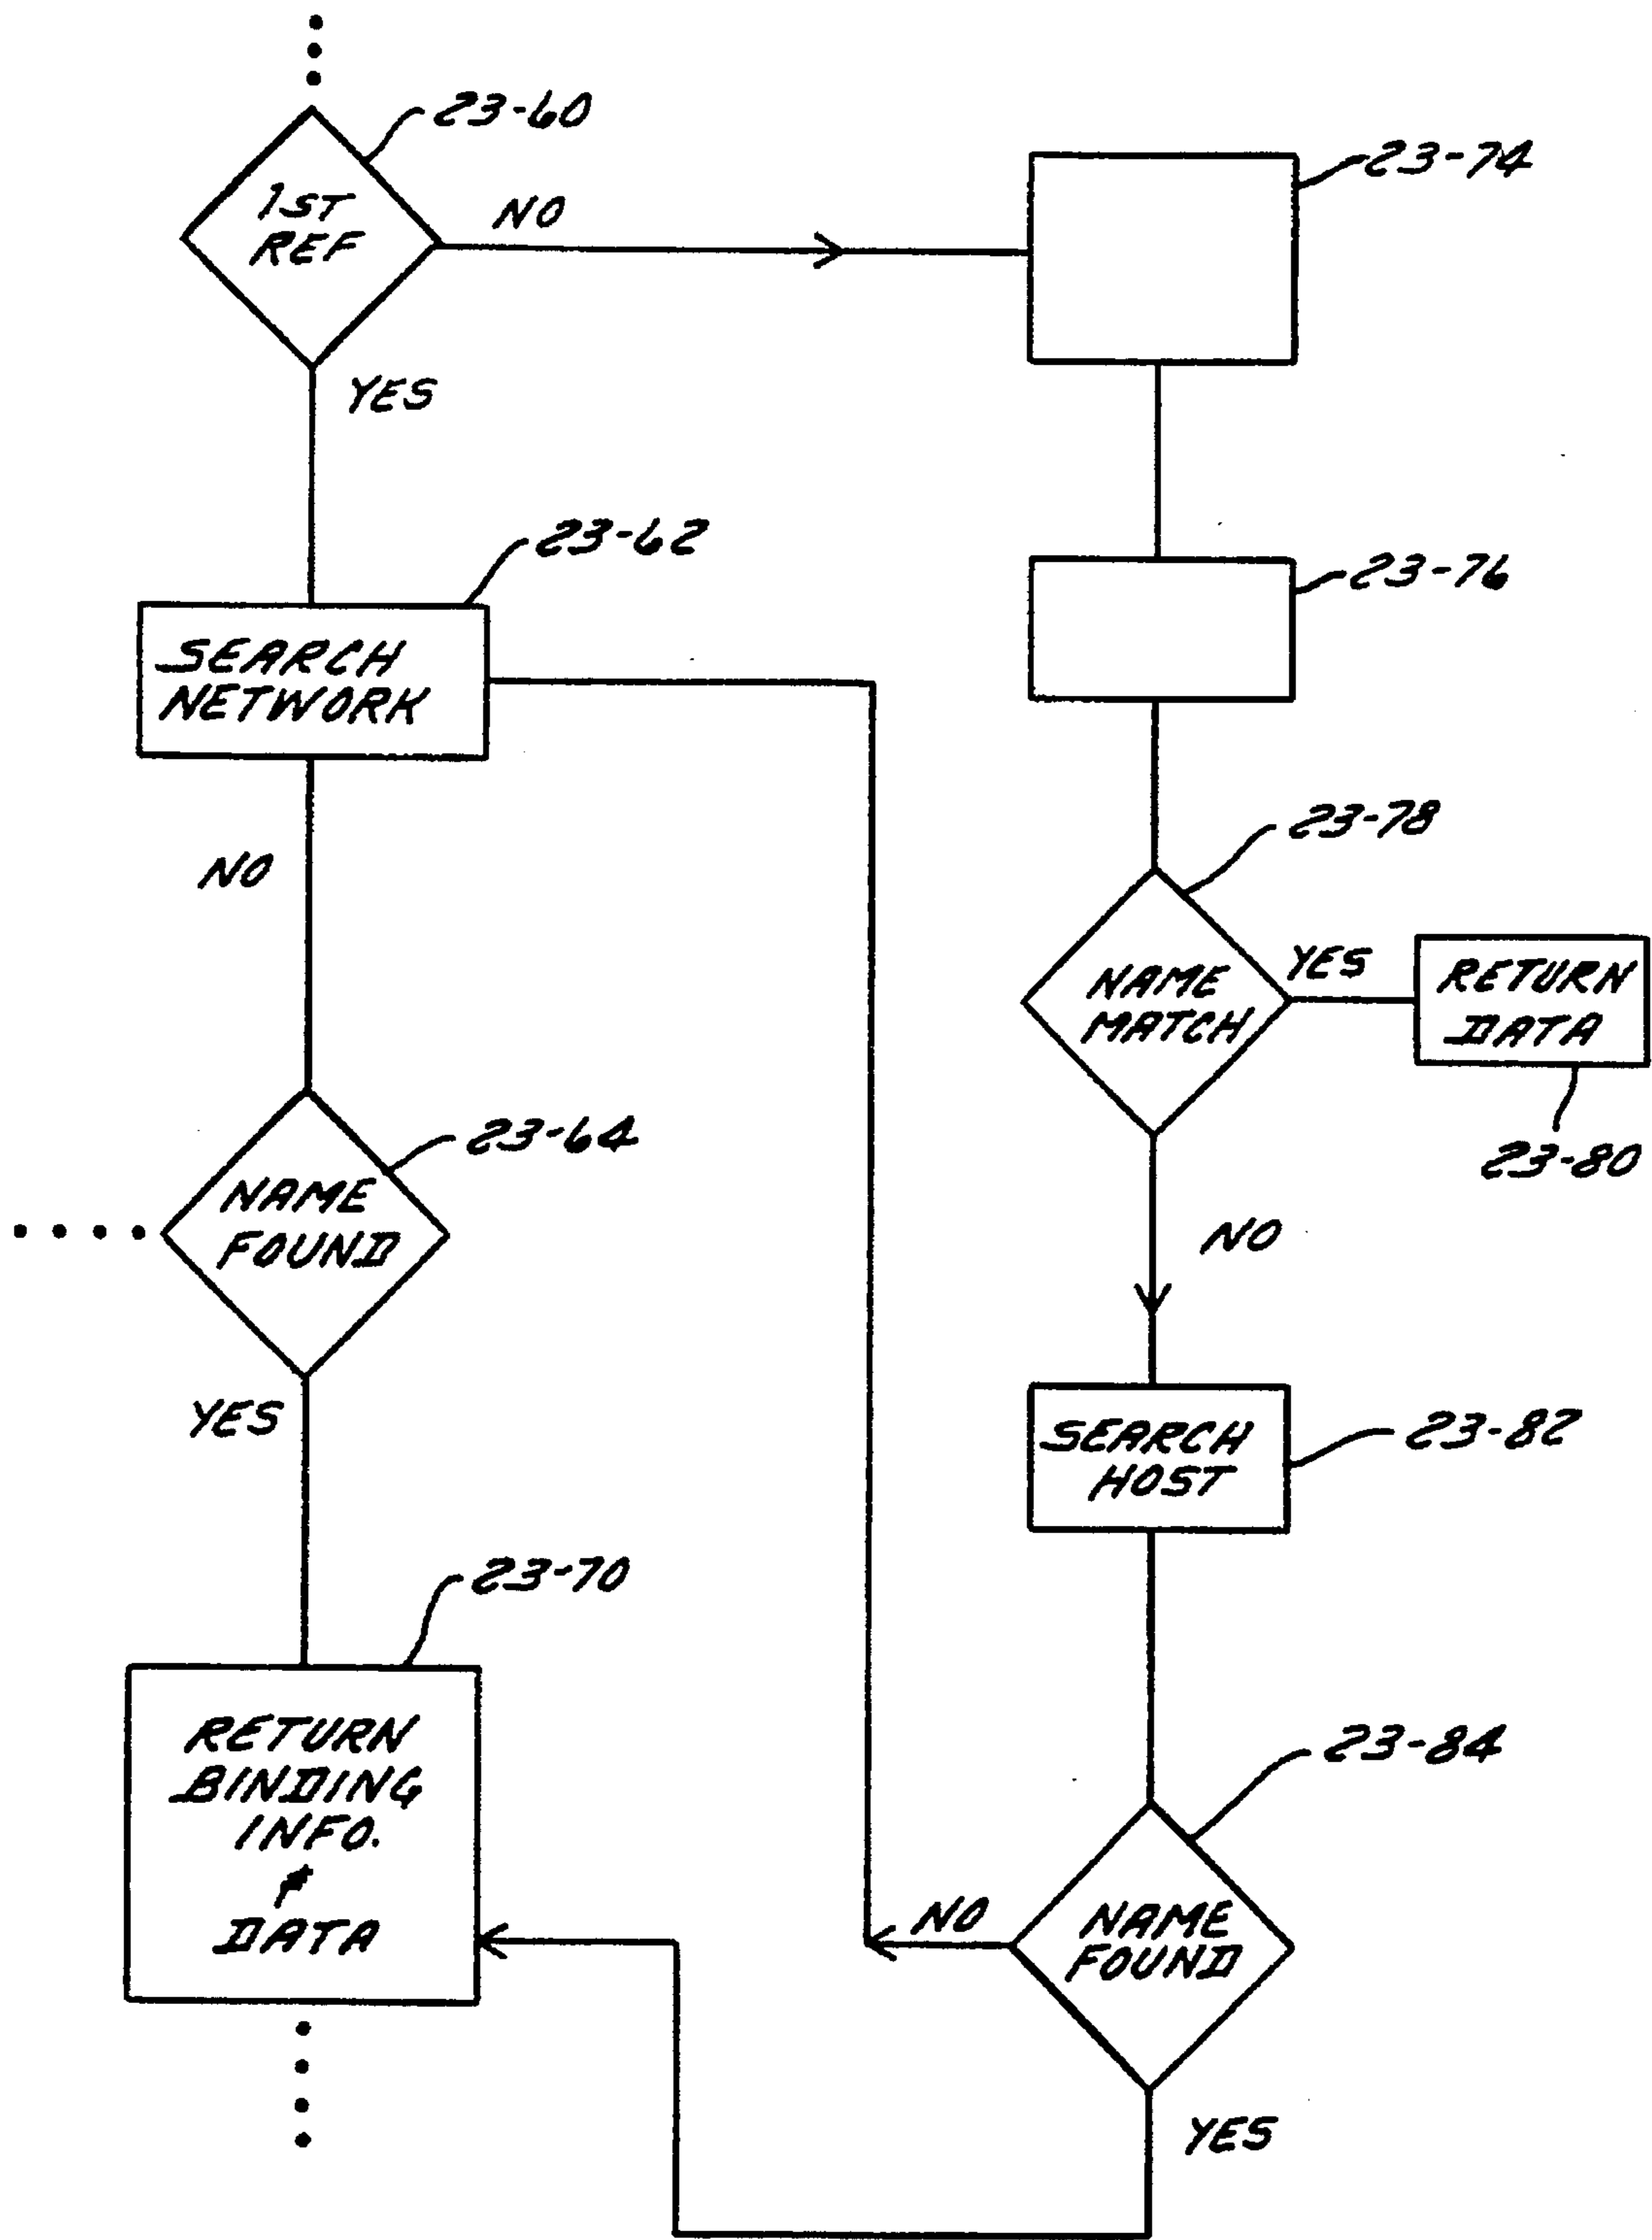 23-60
1ST
REF
NO
YES
23-62
SEARCH
NETWORK
NO
23-64
NAME
FOUND
YES
23-70
RETURN
BINDING
INFO.
&
DATA
23-74
23-76
23-78
NAME
MATCH
YES
RETURN
DATA
23-80
NO
23-82
SEARCH
HOST
23-84
NAME
FOUND
NO
YES